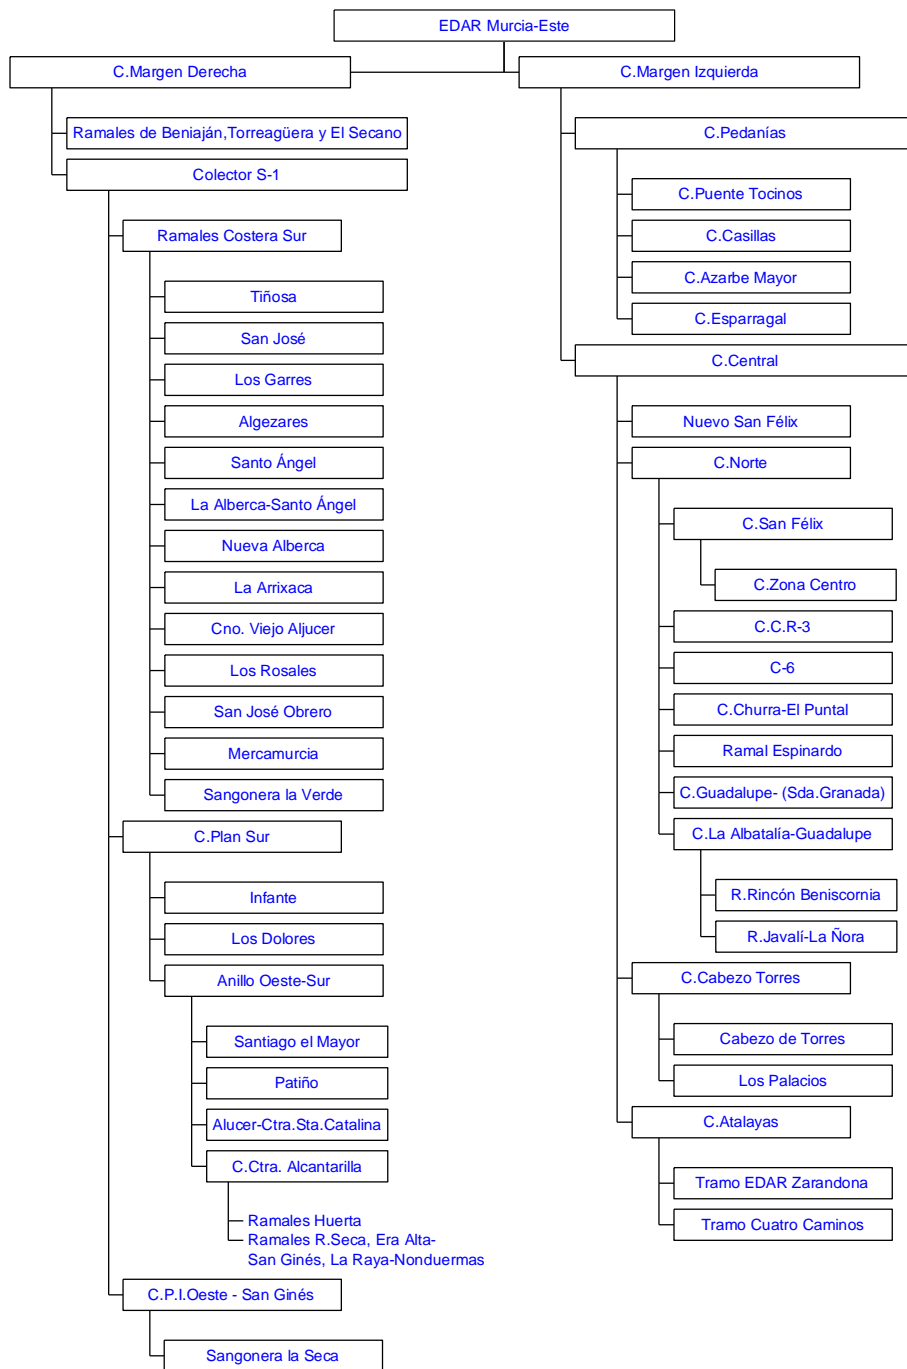 EDAR Murcia-Este
C.Margen Derecha
Ramales de Beniaján,Torreagüera y El Secano
Colector S-1
Ramales Costera Sur
Tiñosa
San José
Los Garres
Algezares
Santo Ángel
La Alberca-Santo Ángel
Nueva Alberca
La Arrixaca
Cno. Viejo Aljucer
Los Rosales
San José Obrero
Mercamurcia
Sangonera la Verde
C.Plan Sur
Infante
Los Dolores
Anillo Oeste-Sur
Santiago el Mayor
Patiño
Alucer-Ctra.Sta.Catalina
C.Ctra. Alcantarilla
Ramales Huerta
Ramales R.Seca, Era Alta-
San Ginés, La Raya-Nonduermas
C.P.I.Oeste - San Ginés
Sangonera la Seca
C.Margen Izquierda
C.Pedanías
C.Puente Tocinos
C.Casillas
C.Azarbe Mayor
C.Esparragal
C.Central
Nuevo San Félix
C.Norte
C.San Félix
C.Zona Centro
C.C.R-3
C-6
C.Churra-El Puntal
Ramal Espinardo
C.Guadalupe- (Sda.Granada)
C.La Albatalía-Guadalupe
R.Rincón Beniscornia
R.Javalí-La Ñora
C.Cabezo Torres
Cabezo de Torres
Los Palacios
C.Atalayas
Tramo EDAR Zarandona
Tramo Cuatro Caminos